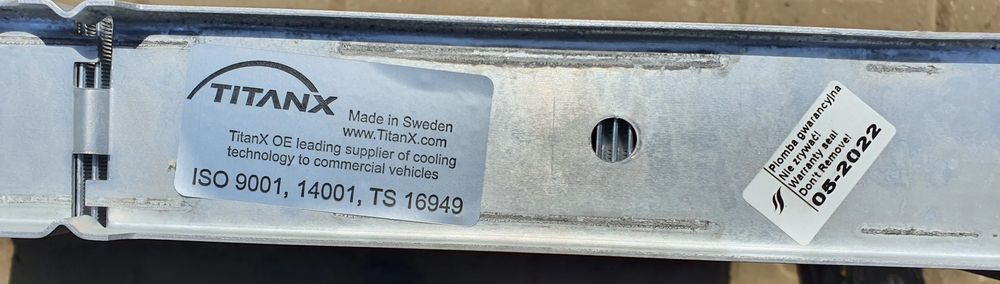 TITANX
Made in Sweden
www.TitanX.com
TitanX OE leading supplier of cooling
technology to commercial vehicles
ISO 9001, 14001, TS 16949
Plomba gwarancyjna
Nie zrywać!
Warranty seal
Don't Remove!
05-2022